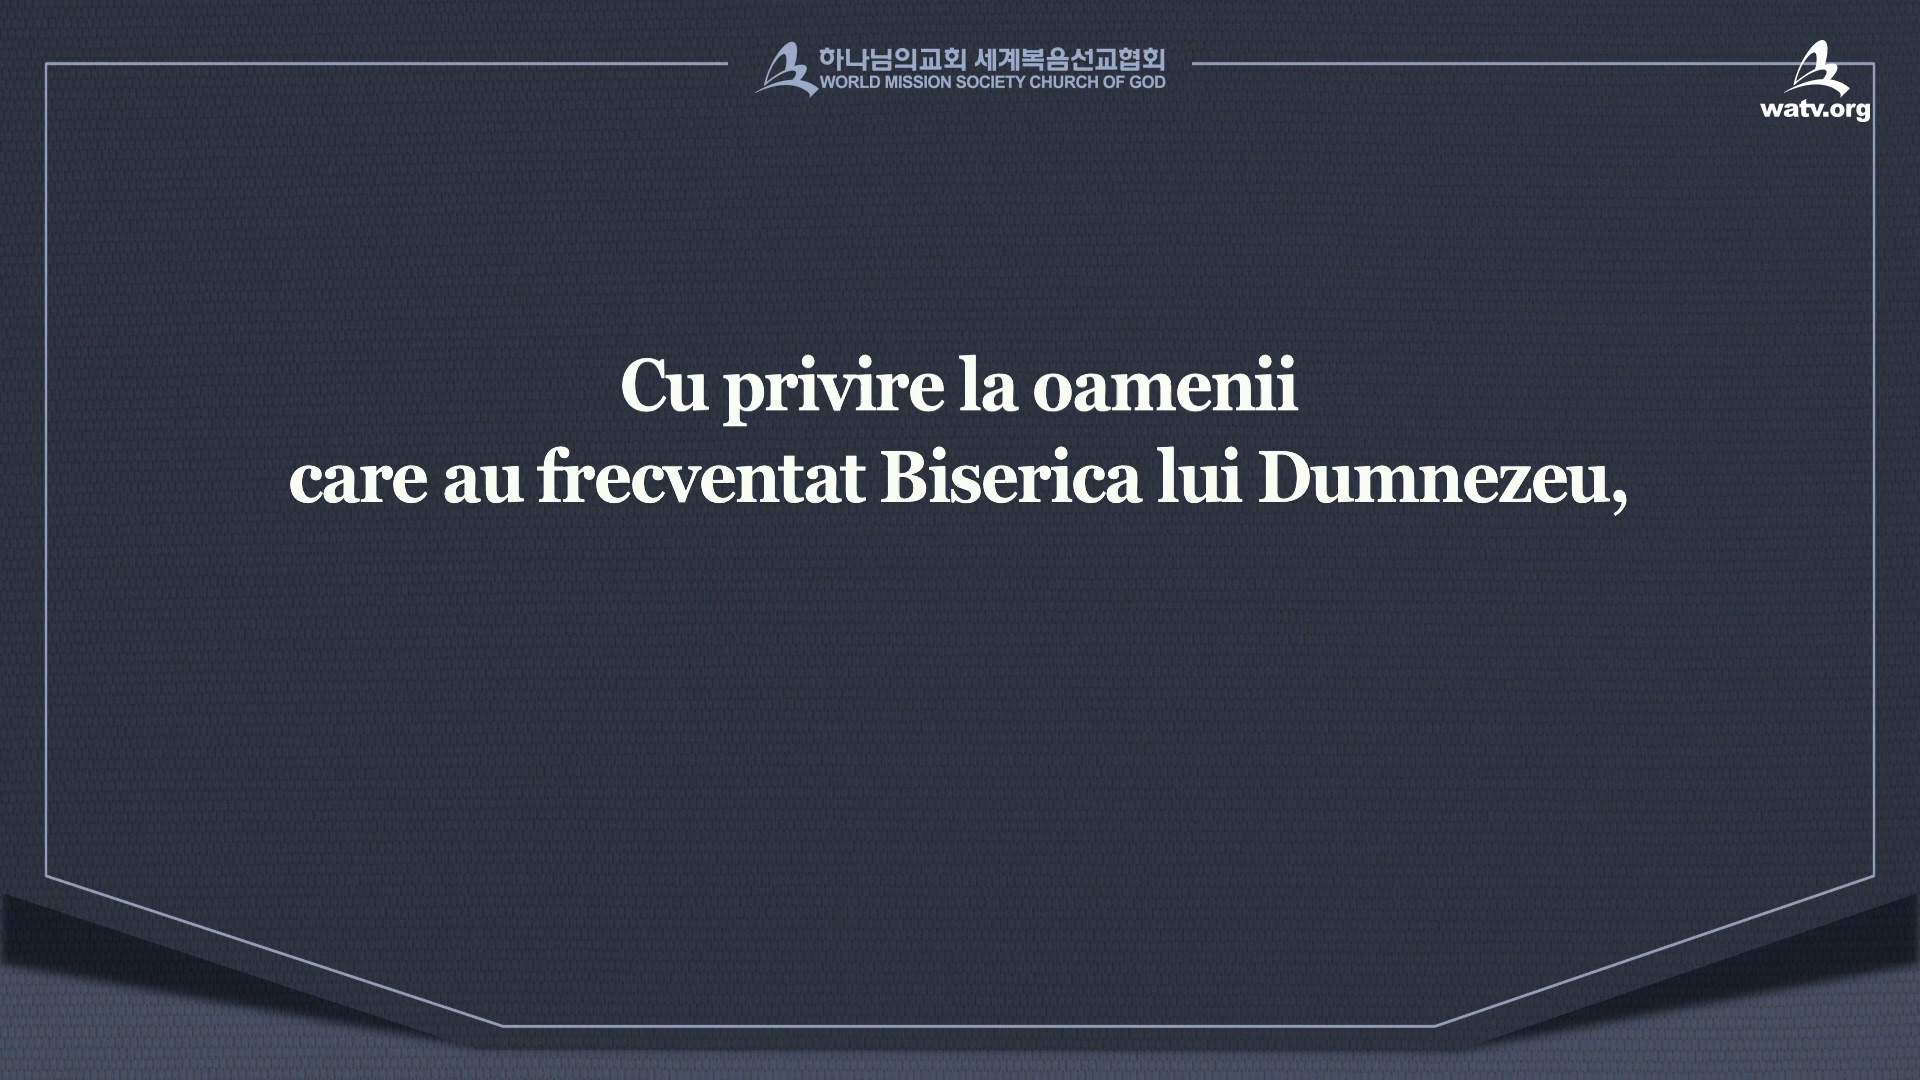 하나님의교회 세계복음선교협회
WORLD MISSION SOCIETY CHURCH OF GOD
watv.org
Cu privire la oamenii
care au frecventat Biserica lui Dumnezeu,